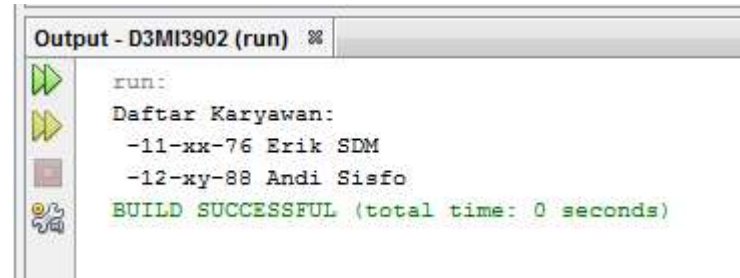 Output - D3MI3902 (run)
run:
Daftar Karyawan:
-11-xx-76 Erik SDM
-12-xy-88 Andi Sisfo
BUILD SUCCESSFUL (total time: 0 seconds)